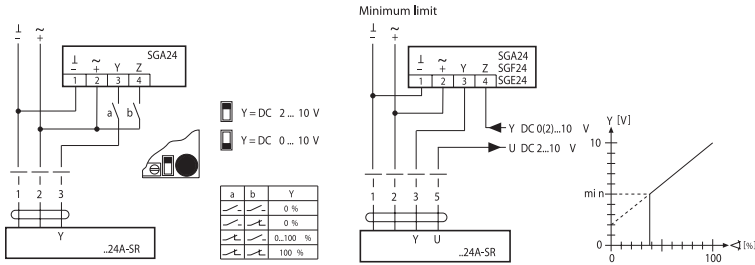 Minimum limit
⊥ ~
- +
SGA24
⊥ ~
- + Y Z
1 2 3 4
a b
Y = DC 2 ... 10 V
Y = DC 0 ... 10 V
1 2 3
Y
..24A-SR
a b Y
0 %
0 %
0...100 %
100 %
⊥ ~
- +
SGA24
SGF24
SGE24
⊥ ~
- + Y Z
1 2 3 4
Y DC 0(2)...10 V
U DC 2...10 V
1 2 3 5
Y U
..24A-SR
Y [V]
10
min
0
0 100
[%]